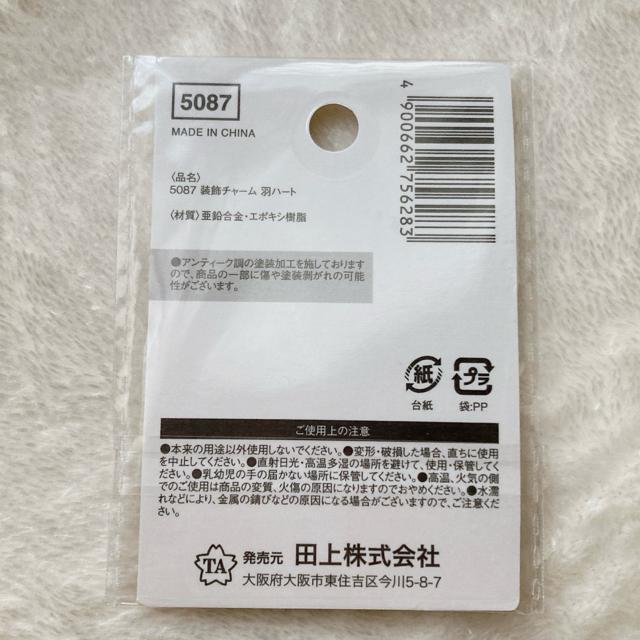 5087
MADE IN CHINA
〈品名〉
5087 装飾チャーム 羽ハート
〈材質〉亜鉛合金・エポキシ樹脂
4 900662 756283
●アンティーク調の塗装加工を施しております
ので、商品の一部に傷や塗装剥がれの可能
性がございます。
紙
プラ
台紙
袋:PP
ご使用上の注意
●本来の用途以外使用しないでください。●変形・破損した場合、直ちに使用
を中止してください。●直射日光・高温多湿の場所を避けて、使用・保管してく
ださい。●乳幼児の手の届かない場所に保管してください。●高温、火気の側
でのご使用は商品の変質、火傷の原因になりますのでおやめください。●水濡
れなどにより、金属の錆びなどの原因になる場合がございますので、ご注意くだ
さい。
TA
発売元 田上株式会社
大阪府大阪市東住吉区今川5-8-7